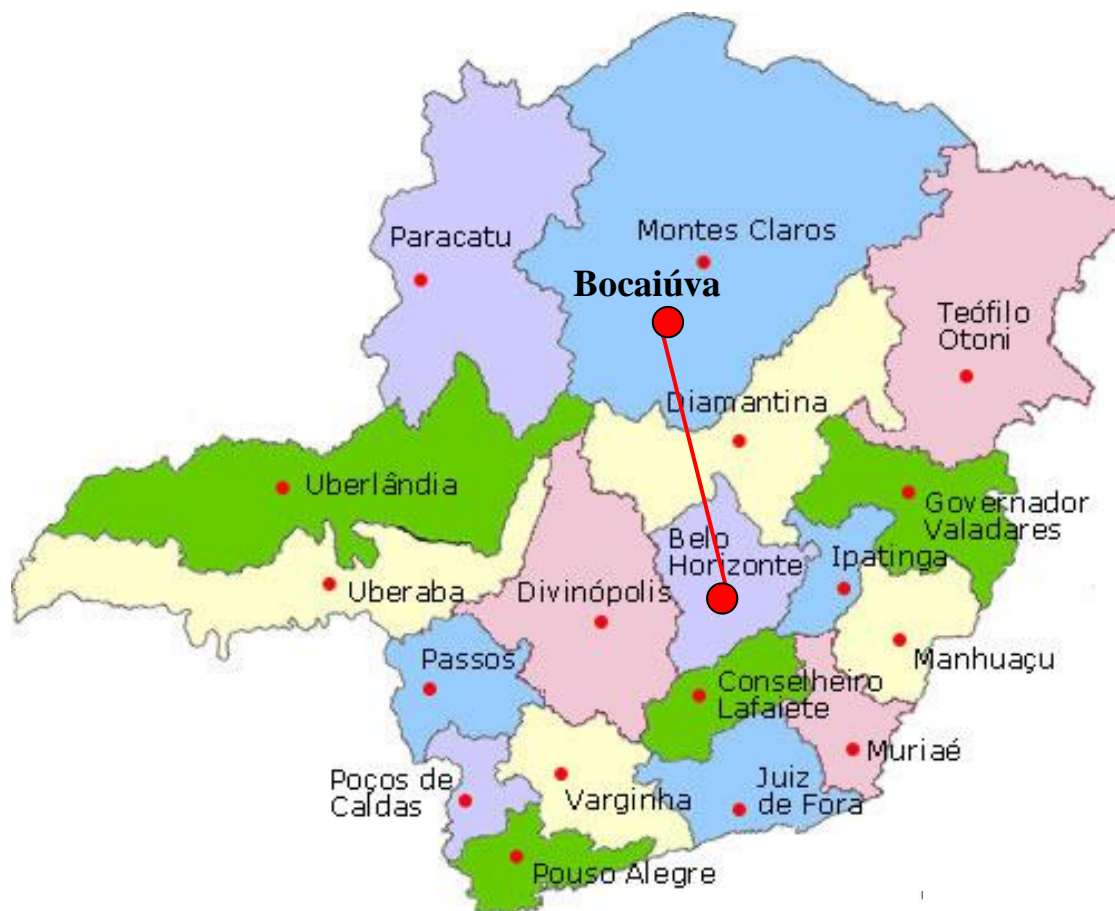 Montes Claros
Paracatu
Bocaiúva
Teófilo
Otoni
Diamantina
Uberlândia
Governador
Valadares
Belo
Horizonte
Ipatinga
Uberaba
Divinópolis
Passos
Manhuaçu
Conselheiro
Lafaiete
Muriaé
Poços de
Caldas
Varginha
Juiz
de Fora
Pouso Alegre